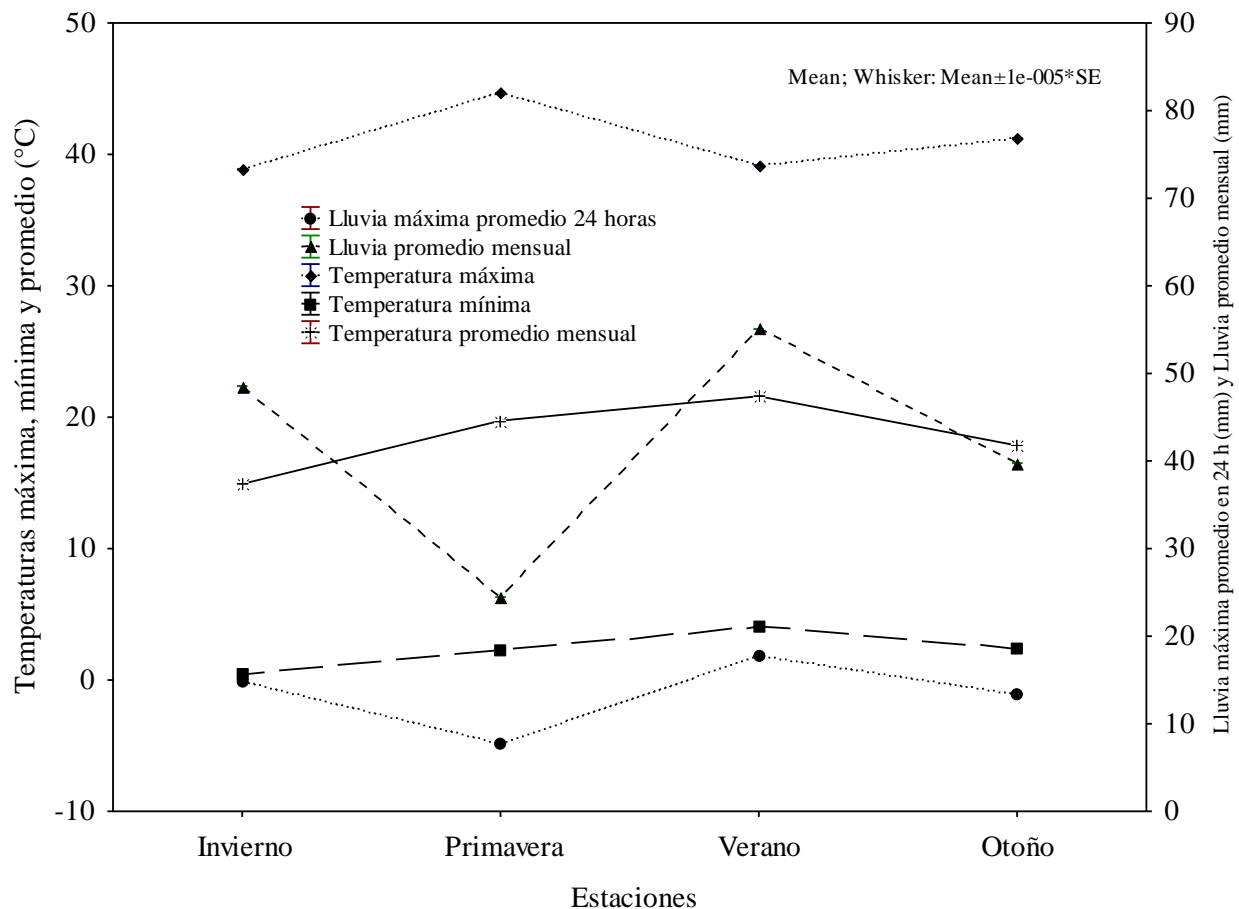 50
40
30
20
10
0
-10
Temperaturas máxima, mínima y promedio (°C)
Mean; Whisker: Mean±1e-005*SE
Lluvia máxima promedio 24 horas
Lluvia promedio mensual
Temperatura máxima
Temperatura mínima
Temperatura promedio mensual
90
80
70
60
50
40
30
20
10
0
Lluvia máxima promedio en 24 h (mm) y Lluvia promedio mensual (mm)
Invierno Primavera Verano Otoño
Estaciones